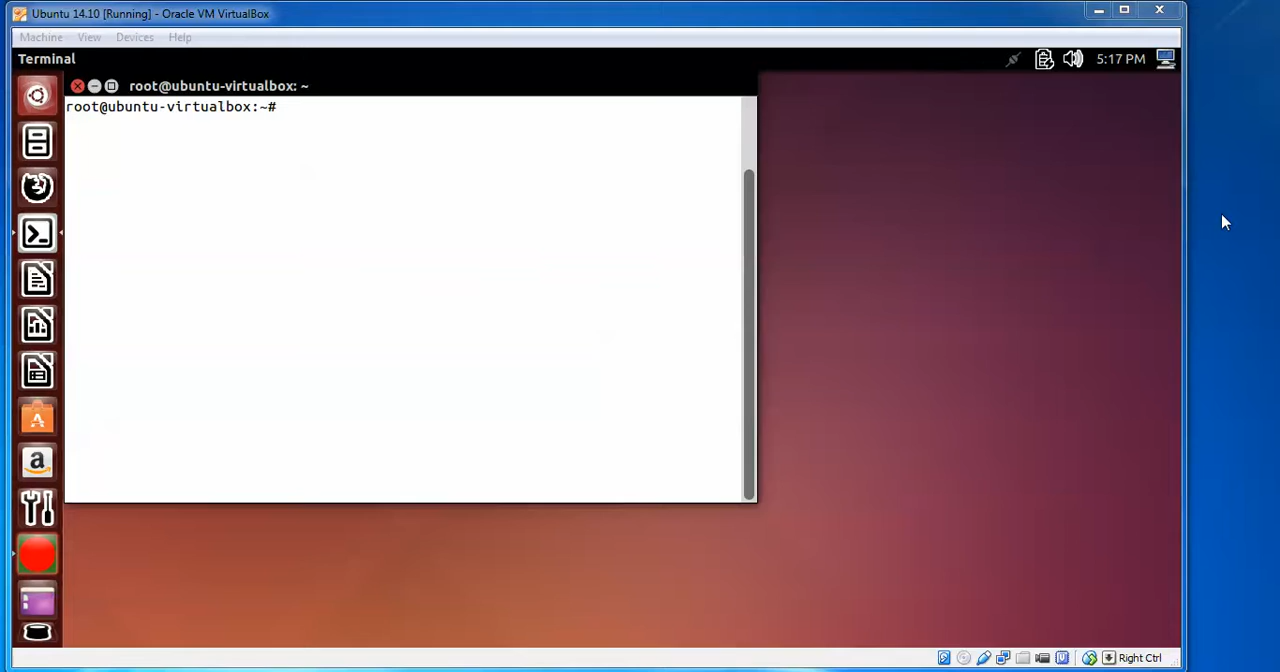 Ubuntu 14.10 [Running] - Oracle VM VirtualBox
Machine View Devices Help
Terminal 5:17 PM
root@ubuntu-virtualbox: ~
root@ubuntu-virtualbox:~#
Right Ctrl